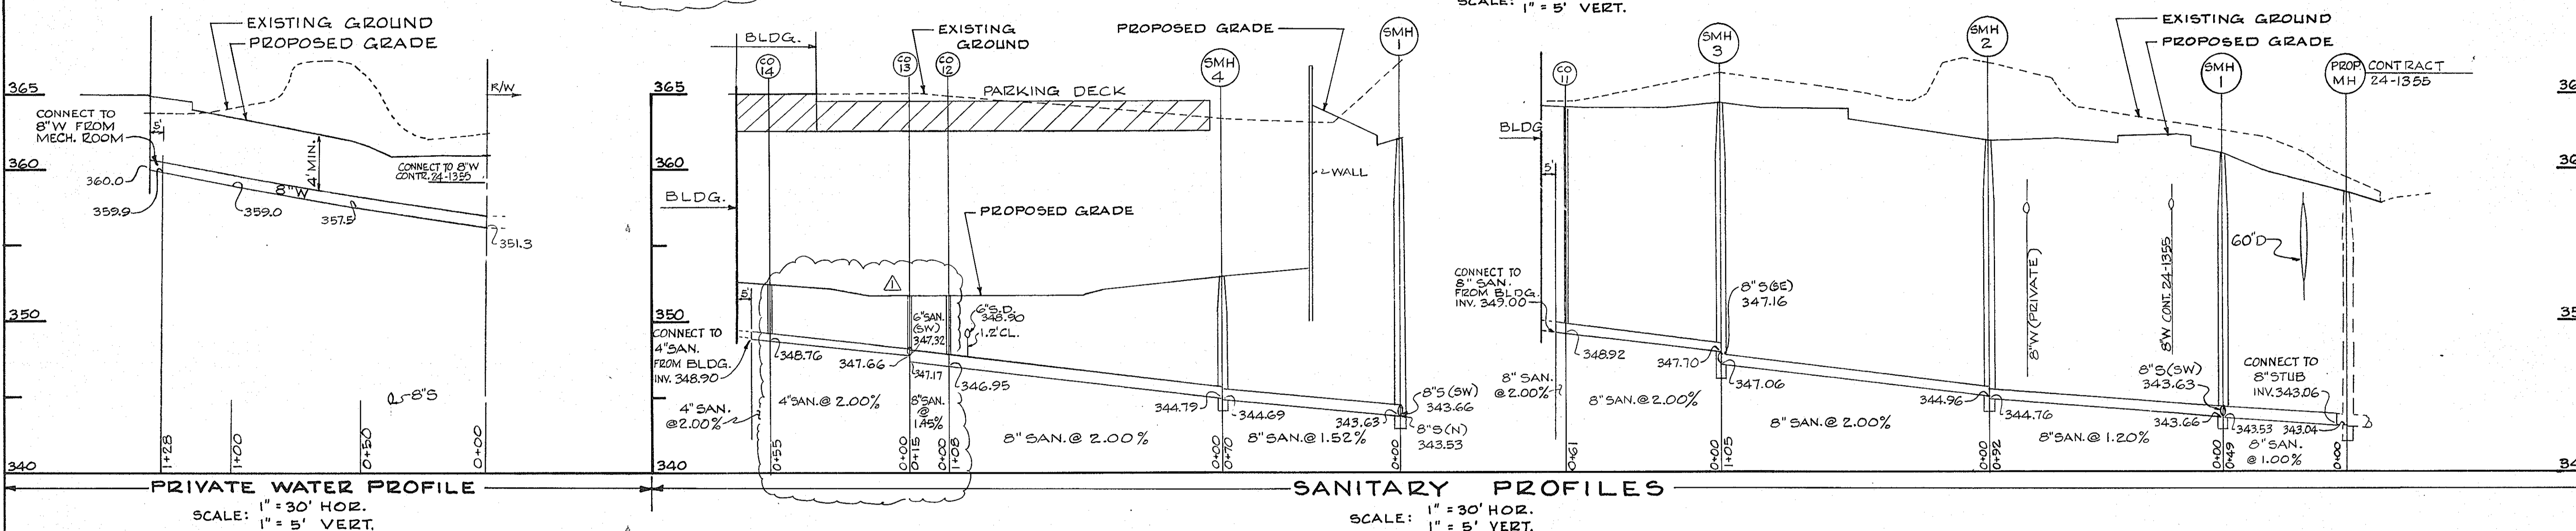 SCALE:
1" = 5' VERT.
EXISTING GROUND
PROPOSED GRADE
365
CONNECT TO
8"W FROM
MECH. ROOM
5'
R/W
360
360.0
359.9
359.0
8"W
357.5
4' MIN.
CONNECT TO 8"W
CONTR. 24-1355
351.3
8"S
1+28
1+00
0+50
0+00
340
PRIVATE WATER PROFILE
SCALE: 1" = 30' HOR.
1" = 5' VERT.
BLDG.
CO
14
CO
13
CO
12
EXISTING
GROUND
PROPOSED GRADE
SMH
4
SMH
1
365
PARKING DECK
360
WALL
BLDG.
PROPOSED GRADE
5'
1
350
CONNECT TO
4"SAN.
FROM BLDG.
INV. 348.90
348.76
347.66
6"SAN.
(SW)
347.32
6"S.D.
348.90
1.2'CL.
347.17
346.95
4"SAN.
@2.00%
4"SAN.@ 2.00%
8"SAN.
@
1.45%
8" SAN.@ 2.00%
344.79
344.69
8" SAN.@ 1.52%
343.63
8"S (SW)
343.66
8"S(N)
343.53
0+55
0+00
0+15
0+00
1+08
0+00
0+70
0+00
340
SANITARY PROFILES
SCALE: 1" = 30' HOR.
1" = 5' VERT.
CO
11
SMH
3
SMH
2
SMH
1
PROP.
MH
CONTRACT
24-1355
EXISTING GROUND
PROPOSED GRADE
BLDG
5'
CONNECT TO
8" SAN.
FROM BLDG.
INV. 349.00
348.92
8"S(SE)
347.16
347.70
347.06
8" SAN.
@2.00%
8" SAN.@2.00%
8" SAN.@ 2.00%
344.96
344.76
8"W (PRIVATE)
8"W CONT. 24-1355
8" SAN.@ 1.20%
8"S(SW)
343.63
343.66
343.53
60"D
CONNECT TO
8"STUB
INV. 343.06
343.04
8" SAN.
@ 1.00%
0+61
0+00
1+05
0+00
0+92
0+00
0+49
0+00
36
36
35
34